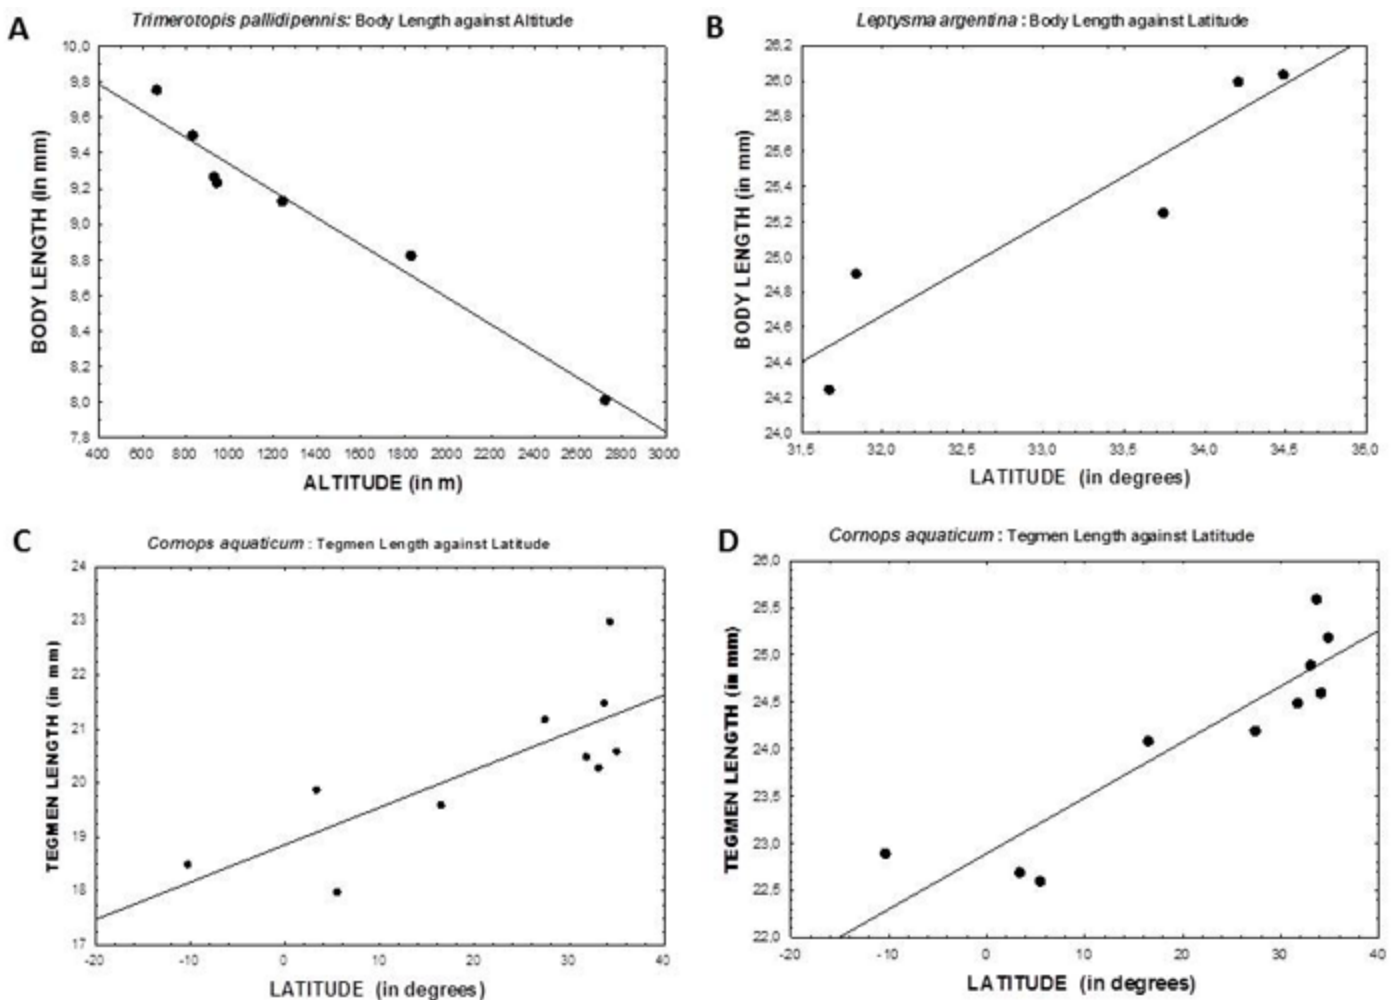 A
Trimerotopis pallidipennis: Body Length against Altitude
10,0
9,8
9,6
9,4
9,2
9,0
8,8
8,6
8,4
8,2
8,0
7,8
BODY LENGTH (in mm)
400 600 800 1000 1200 1400 1600 1800 2000 2200 2400 2600 2800 3000
ALTITUDE (in m)
B
Leptysma argentina : Body Length against Latitude
26,2
26,0
25,8
25,6
25,4
25,2
25,0
24,8
24,6
24,4
24,2
24,0
BODY LENGTH (in mm)
31,5 32,0 32,5 33,0 33,5 34,0 34,5 35,0
LATITUDE (in degrees)
C
Cornops aquaticum : Tegmen Length against Latitude
24
23
22
21
20
19
18
17
TEGMEN LENGTH (in mm)
-20 -10 0 10 20 30 40
LATITUDE (in degrees)
D
Cornops aquaticum : Tegmen Length against Latitude
26,0
25,5
25,0
24,5
24,0
23,5
23,0
22,5
22,0
TEGMEN LENGTH (in mm)
-20 -10 0 10 20 30 40
LATITUDE (in degrees)